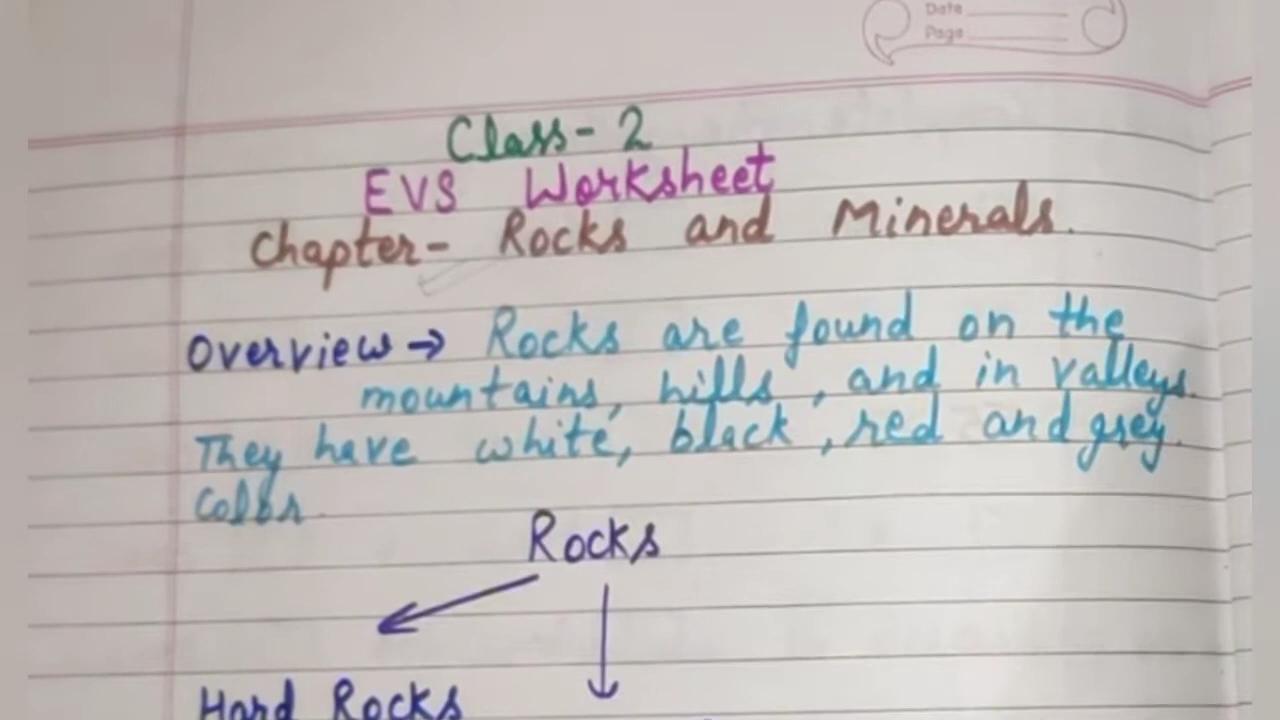 Date
Page
Class- 2
EVS Worksheet
Chapter- Rocks and Minerals.
Overview → Rocks are found on the
mountains, hills, and in valleys.
They have white, black, red and grey.
Color
Rocks
Hard Rocks